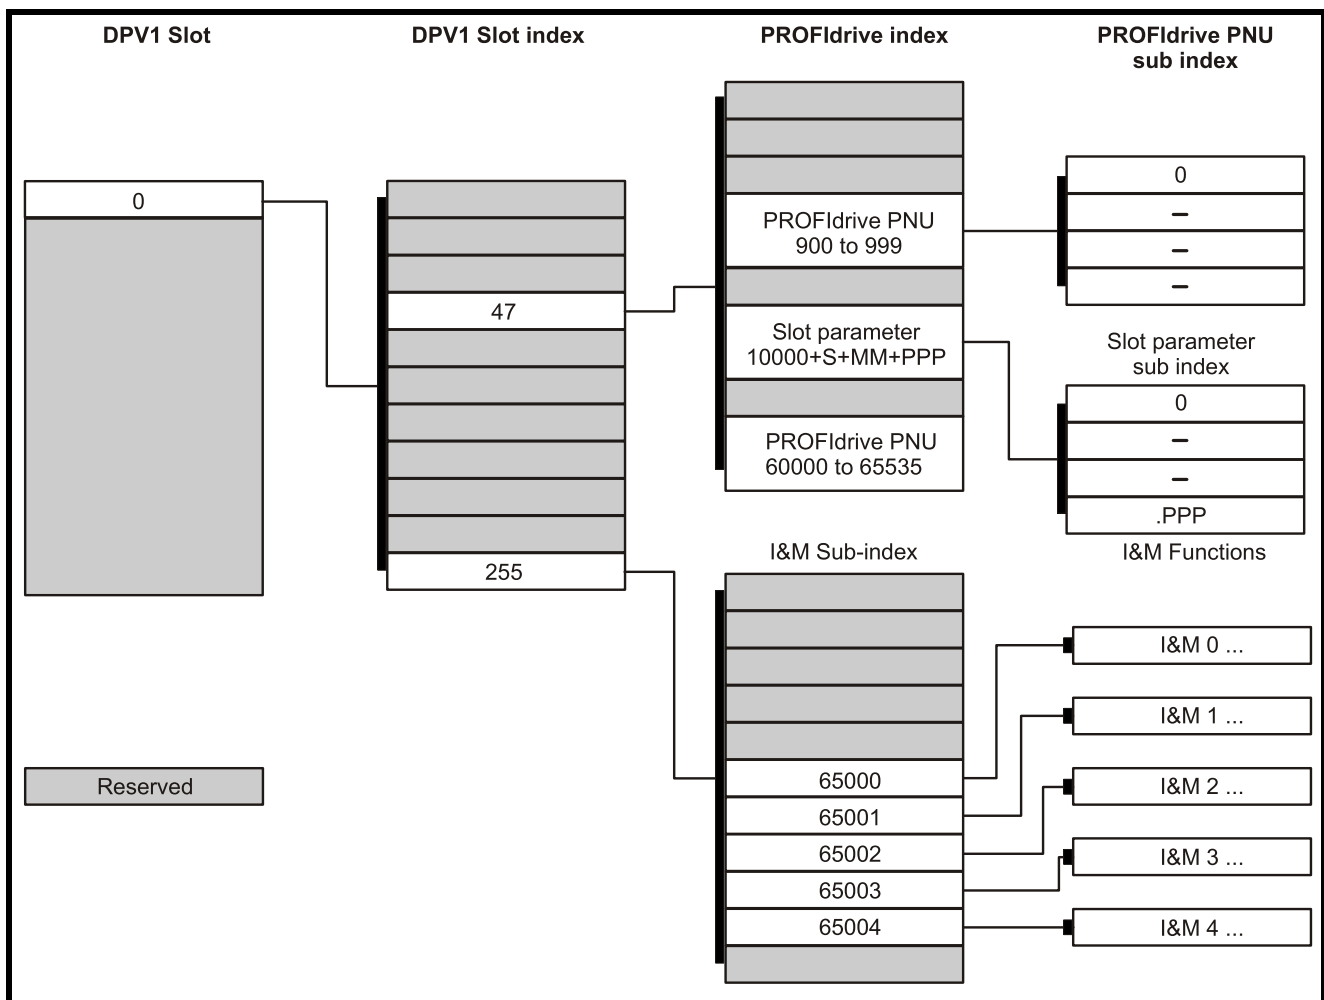 DPV1 Slot
DPV1 Slot index
PROFIdrive index
PROFIdrive PNU
sub index
0
47
255
Reserved
PROFIdrive PNU
900 to 999
Slot parameter
10000+S+MM+PPP
PROFIdrive PNU
60000 to 65535
0
–
–
–
Slot parameter
sub index
0
–
–
.PPP
I&M Sub-index
65000
65001
65002
65003
65004
I&M Functions
I&M 0 ...
I&M 1 ...
I&M 2 ...
I&M 3 ...
I&M 4 ...